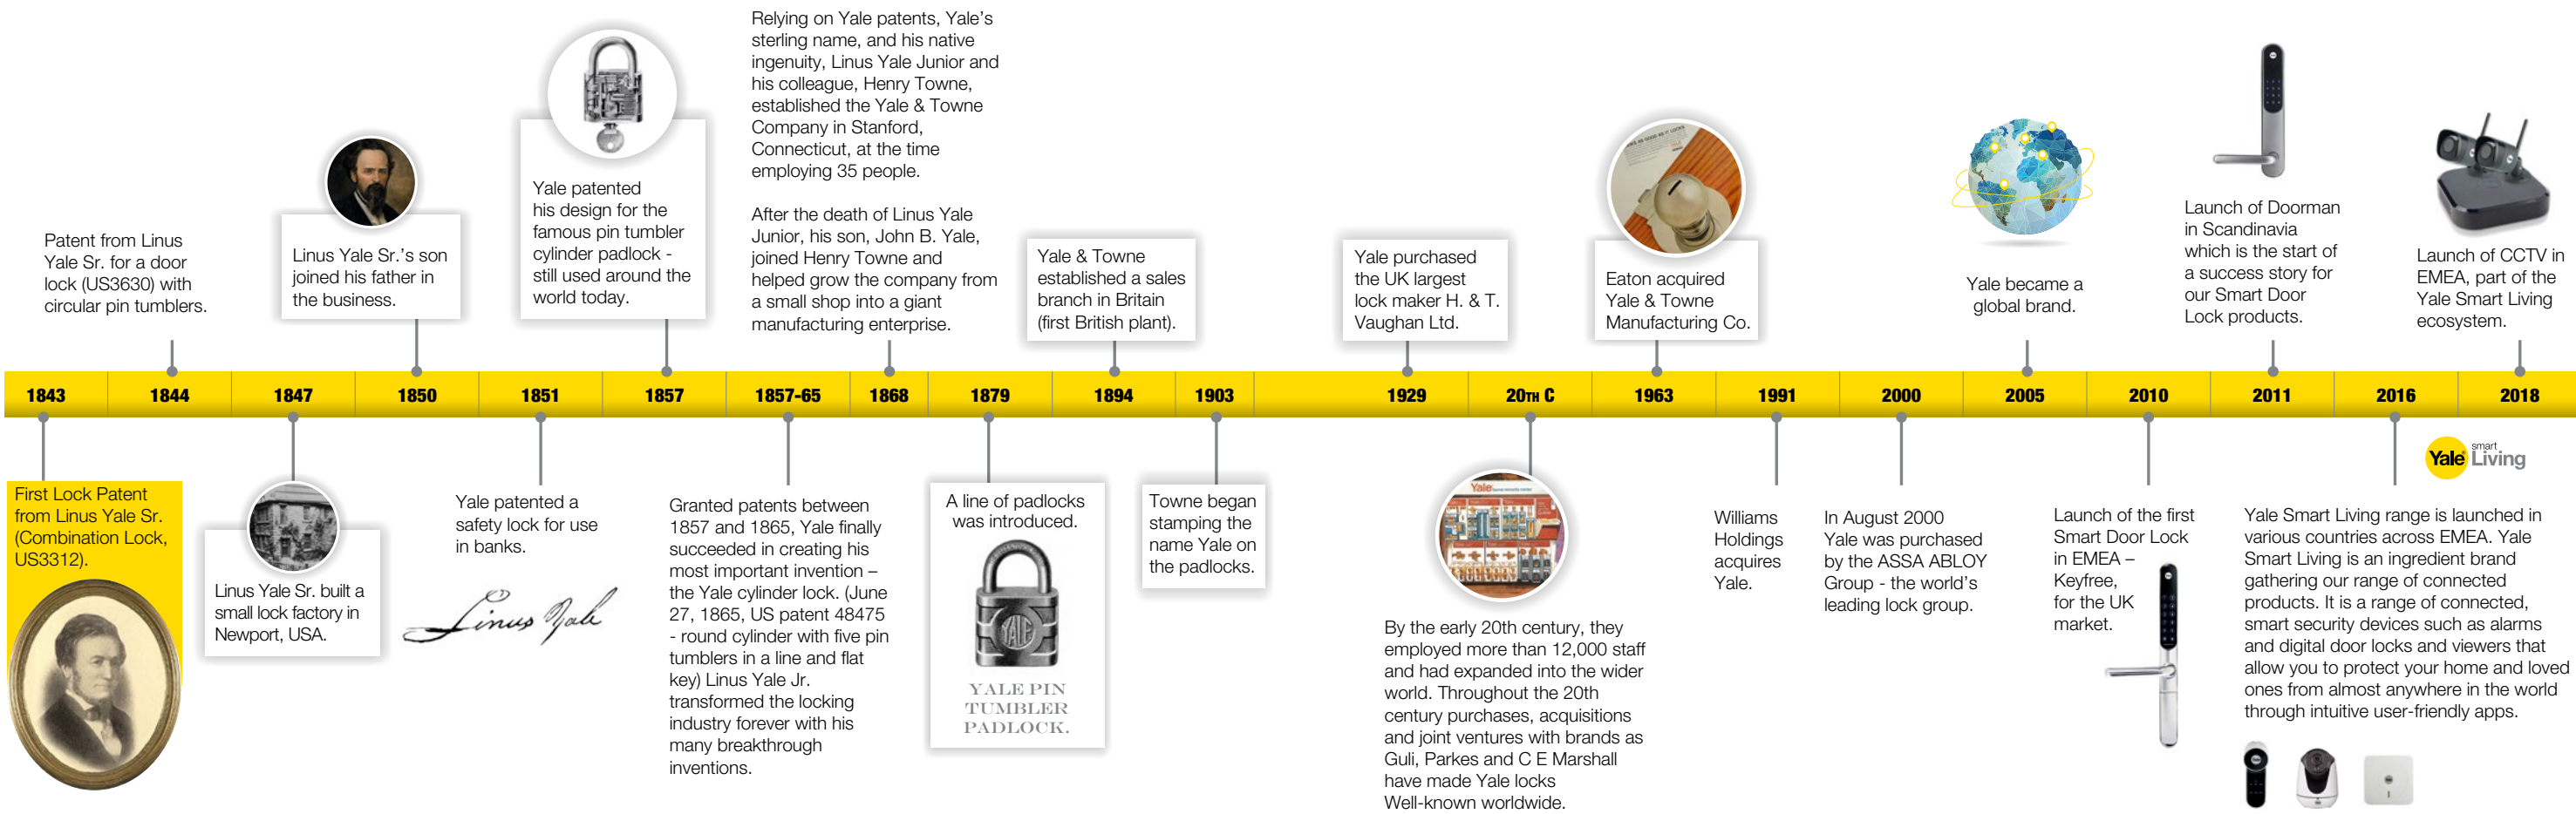 Relying on Yale patents, Yale's
sterling name, and his native
ingenuity, Linus Yale Junior and
his colleague, Henry Towne,
established the Yale & Towne
Company in Stanford,
Connecticut, at the time
employing 35 people.
After the death of Linus Yale
Junior, his son, John B. Yale,
joined Henry Towne and
helped grow the company from
a small shop into a giant
manufacturing enterprise.
Patent from Linus
Yale Sr. for a door
lock (US3630) with
circular pin tumblers.
Linus Yale Sr.'s son
joined his father in
the business.
Yale patented
his design for the
famous pin tumbler
cylinder padlock -
still used around the
world today.
Yale & Towne
established a sales
branch in Britain
(first British plant).
Yale purchased
the UK largest
lock maker H. & T.
Vaughan Ltd.
Eaton acquired
Yale & Towne
Manufacturing Co.
Yale became a
global brand.
Launch of Doorman
in Scandinavia
which is the start of
a success story for
our Smart Door
Lock products.
Launch of CCTV in
EMEA, part of the
Yale Smart Living
ecosystem.
1843 1844 1847 1850 1851 1857 1857-65 1868 1879 1894 1903 1929 20TH C 1963 1991 2000 2005 2010 2011 2016 2018
First Lock Patent
from Linus Yale Sr.
(Combination Lock,
US3312).
Linus Yale Sr. built a
small lock factory in
Newport, USA.
Yale patented a
safety lock for use
in banks.
Linus Yale
Granted patents between
1857 and 1865, Yale finally
succeeded in creating his
most important invention –
the Yale cylinder lock. (June
27, 1865, US patent 48475
- round cylinder with five pin
tumblers in a line and flat
key) Linus Yale Jr.
transformed the locking
industry forever with his
many breakthrough
inventions.
A line of padlocks
was introduced.
YALE
YALE PIN
TUMBLER
PADLOCK.
Towne began
stamping the
name Yale on
the padlocks.
Yale
By the early 20th century, they
employed more than 12,000 staff
and had expanded into the wider
world. Throughout the 20th
century purchases, acquisitions
and joint ventures with brands as
Guli, Parkes and C E Marshall
have made Yale locks
Well-known worldwide.
Williams
Holdings
acquires
Yale.
In August 2000
Yale was purchased
by the ASSA ABLOY
Group - the world's
leading lock group.
Launch of the first
Smart Door Lock
in EMEA –
Keyfree,
for the UK
market.
Yale smart
Living
Yale Smart Living range is launched in
various countries across EMEA. Yale
Smart Living is an ingredient brand
gathering our range of connected
products. It is a range of connected,
smart security devices such as alarms
and digital door locks and viewers that
allow you to protect your home and loved
ones from almost anywhere in the world
through intuitive user-friendly apps.